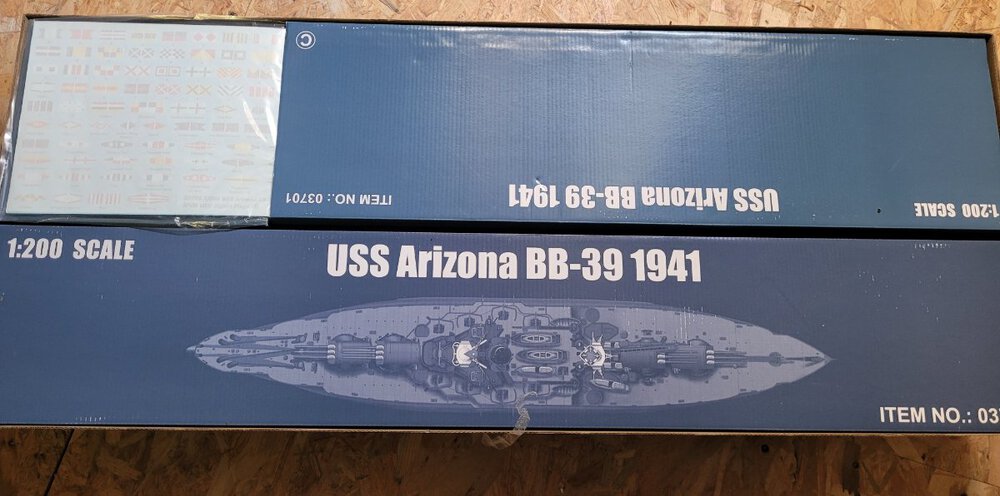 C
ITEM NO.: 03701
USS Arizona BB-39 1941
1:200 SCALE
1:200 SCALE
USS Arizona BB-39 1941
ITEM NO.: 03